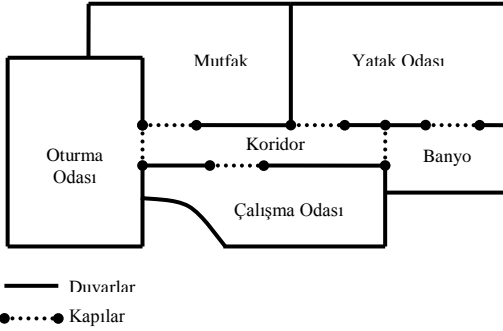 Mutfak
Yatak Odası
Koridor
Oturma
Odası
Banyo
Çalışma Odası
Duvarlar
Kapılar